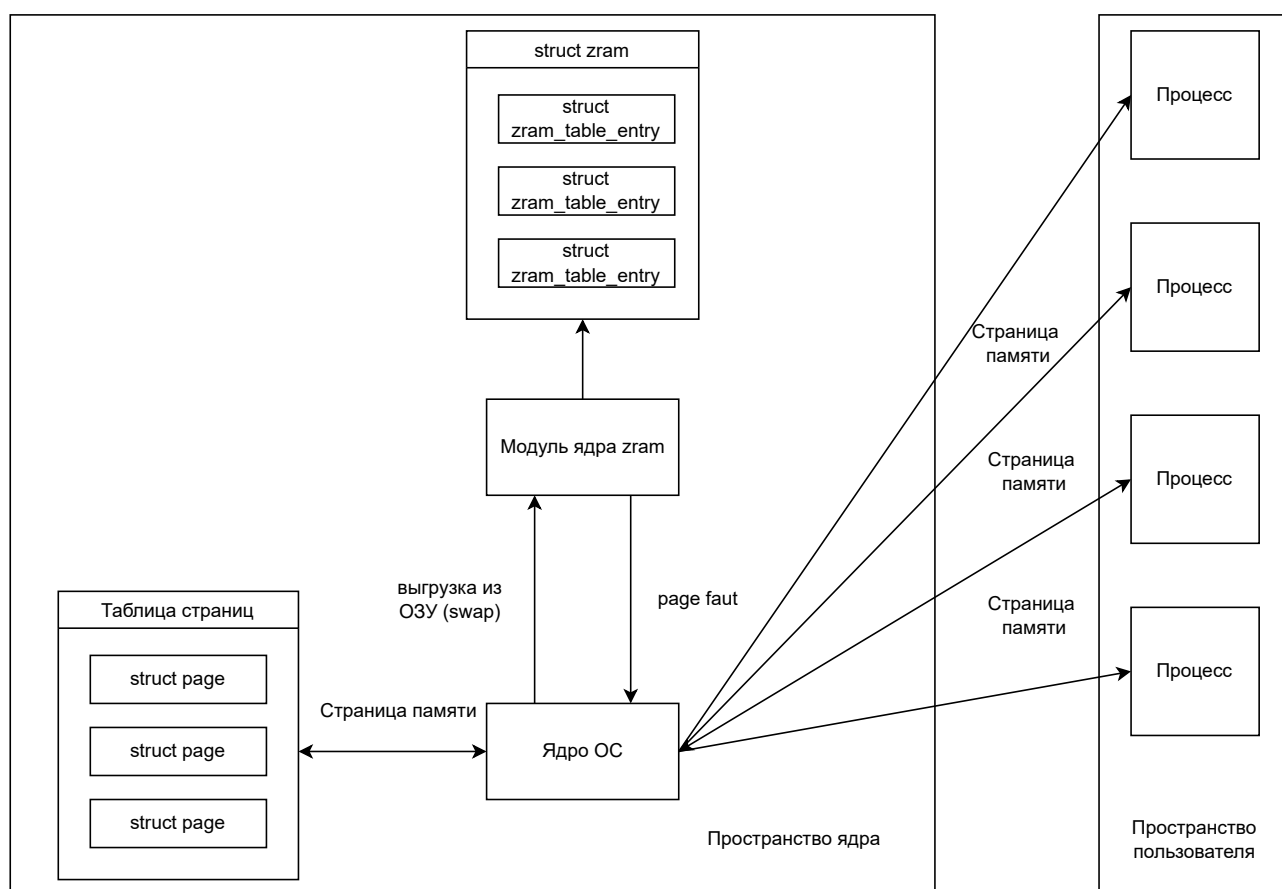 struct zram
struct
zram_table_entry
struct
zram_table_entry
struct
zram_table_entry
Модуль ядра zram
выгрузка из
ОЗУ (swap)
page faut
Таблица страниц
struct page
struct page
struct page
Страница памяти
Ядро ОС
Пространство ядра
Страница
памяти
Страница
памяти
Страница
памяти
Процесс
Процесс
Процесс
Процесс
Пространство
пользователя